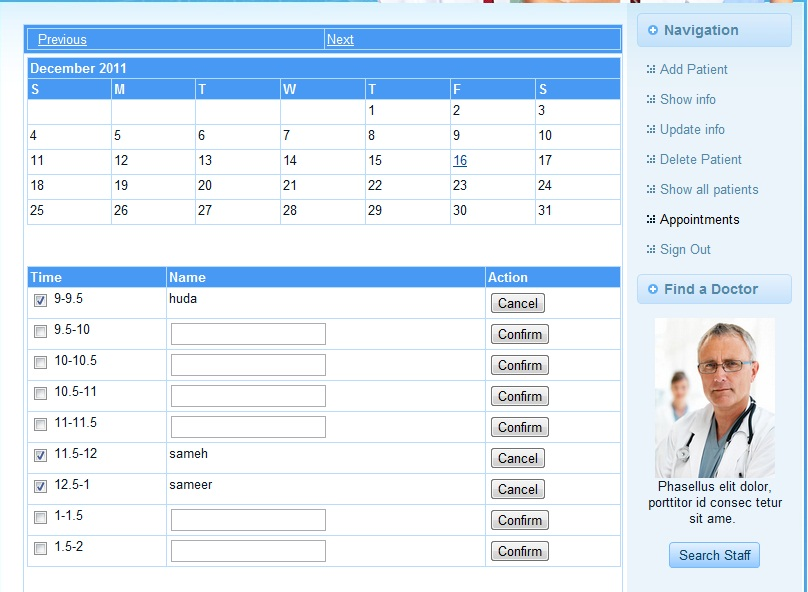 Previous Next
December 2011
S M T W T F S
1 2 3
4 5 6 7 8 9 10
11 12 13 14 15 16 17
18 19 20 21 22 23 24
25 26 27 28 29 30 31
Time Name Action
9-9.5 huda Cancel
9.5-10 Confirm
10-10.5 Confirm
10.5-11 Confirm
11-11.5 Confirm
11.5-12 sameh Cancel
12.5-1 sameer Cancel
1-1.5 Confirm
1.5-2 Confirm
Navigation
Add Patient
Show info
Update info
Delete Patient
Show all patients
Appointments
Sign Out
Find a Doctor
Phasellus elit dolor,
porttitor id consec tetur
sit ame.
Search Staff